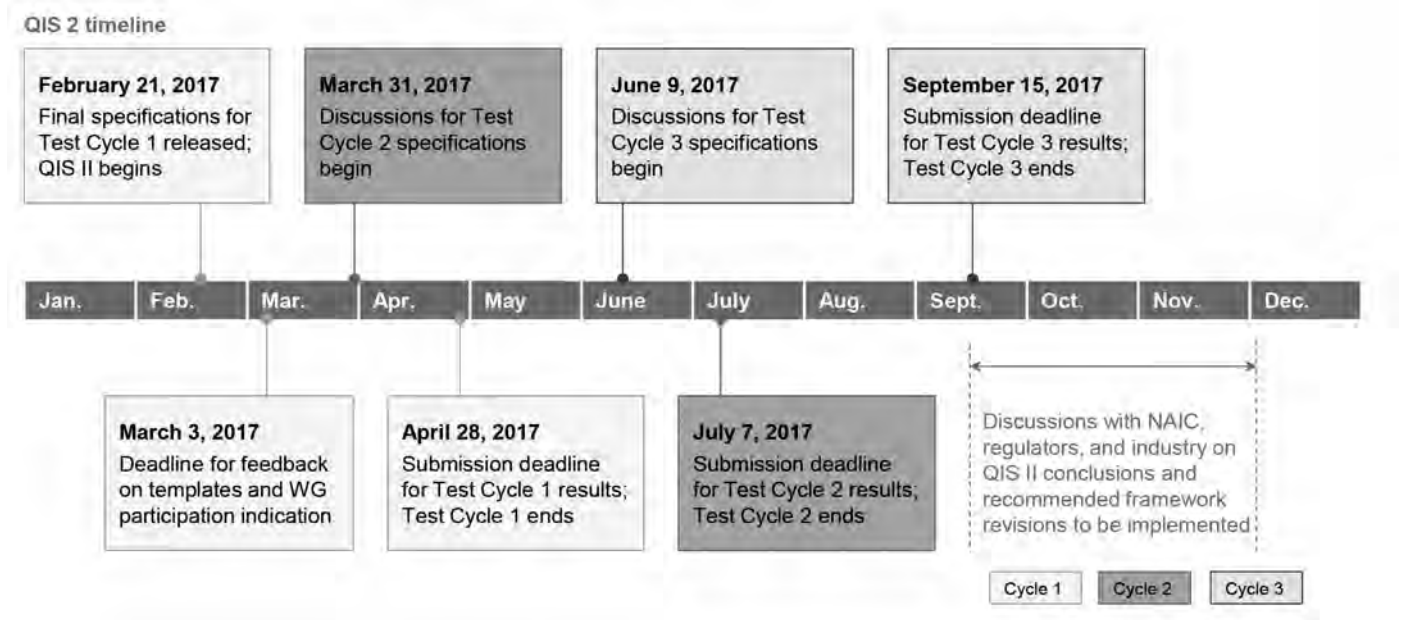 QIS 2 timeline
February 21, 2017
Final specifications for
Test Cycle 1 released;
QIS II begins
March 31, 2017
Discussions for Test
Cycle 2 specifications
begin
June 9, 2017
Discussions for Test
Cycle 3 specifications
begin
September 15, 2017
Submission deadline
for Test Cycle 3 results;
Test Cycle 3 ends
Jan. Feb. Mar. Apr. May June July Aug. Sept. Oct. Nov. Dec.
March 3, 2017
Deadline for feedback
on templates and WG
participation indication
April 28, 2017
Submission deadline
for Test Cycle 1 results;
Test Cycle 1 ends
July 7, 2017
Submission deadline
for Test Cycle 2 results;
Test Cycle 2 ends
Discussions with NAIC,
regulators, and industry on
QIS II conclusions and
recommended framework
revisions to be implemented
Cycle 1 Cycle 2 Cycle 3